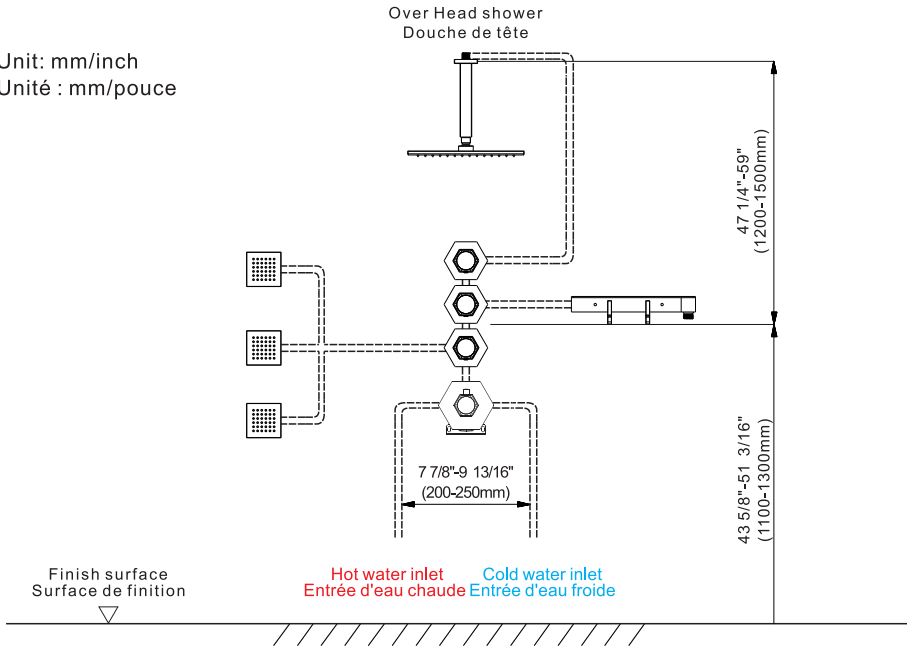 Over Head shower
Douche de tête
Unit: mm/inch
Unité : mm/pouce
47 1/4"-59"
(1200-1500mm)
7 7/8"-9 13/16"
(200-250mm)
43 5/8"-51 3/16"
(1100-1300mm)
Finish surface
Surface de finition
Hot water inlet
Entrée d'eau chaude
Cold water inlet
Entrée d'eau froide